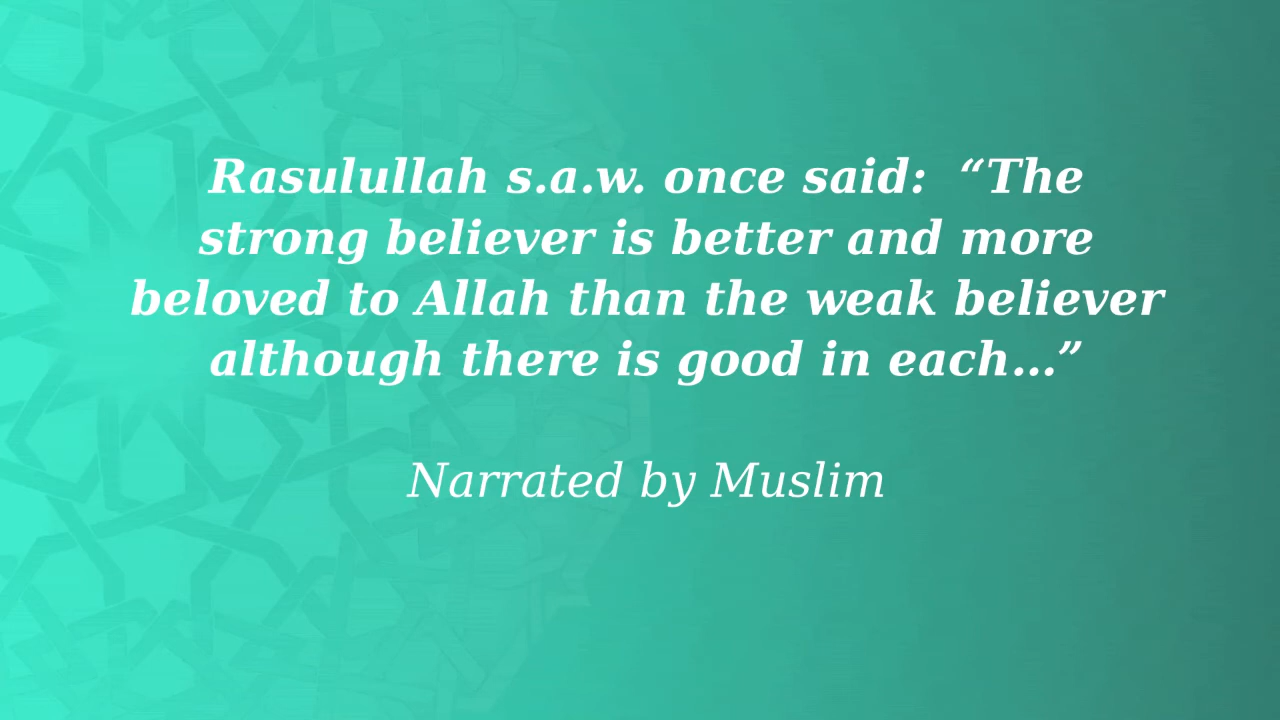 Rasulullah s.a.w. once said:  “The
strong believer is better and more
beloved to Allah than the weak believer
although there is good in each…”
Narrated by Muslim